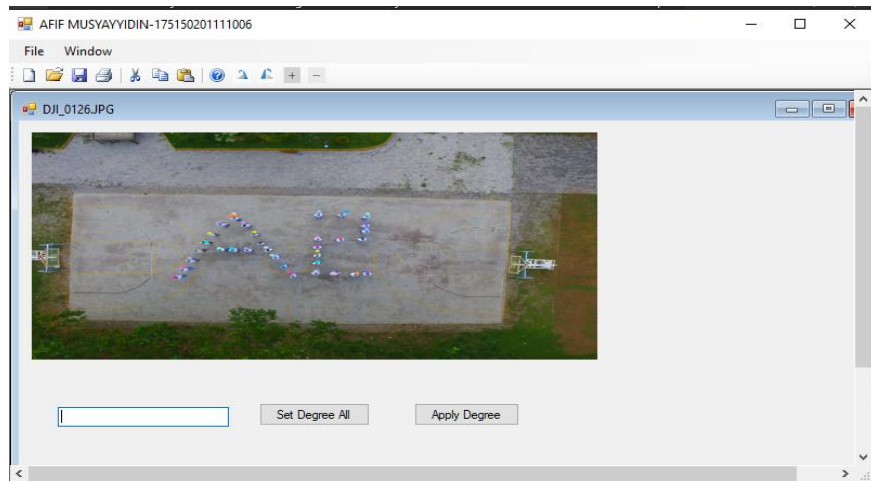 AFIF MUSYAYYIDIN-175150201111006
File Window
DJI_0126.JPG
Set Degree All Apply Degree